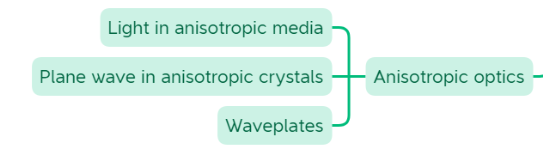 Light in anisotropic media
Plane wave in anisotropic crystals
Anisotropic optics
Waveplates